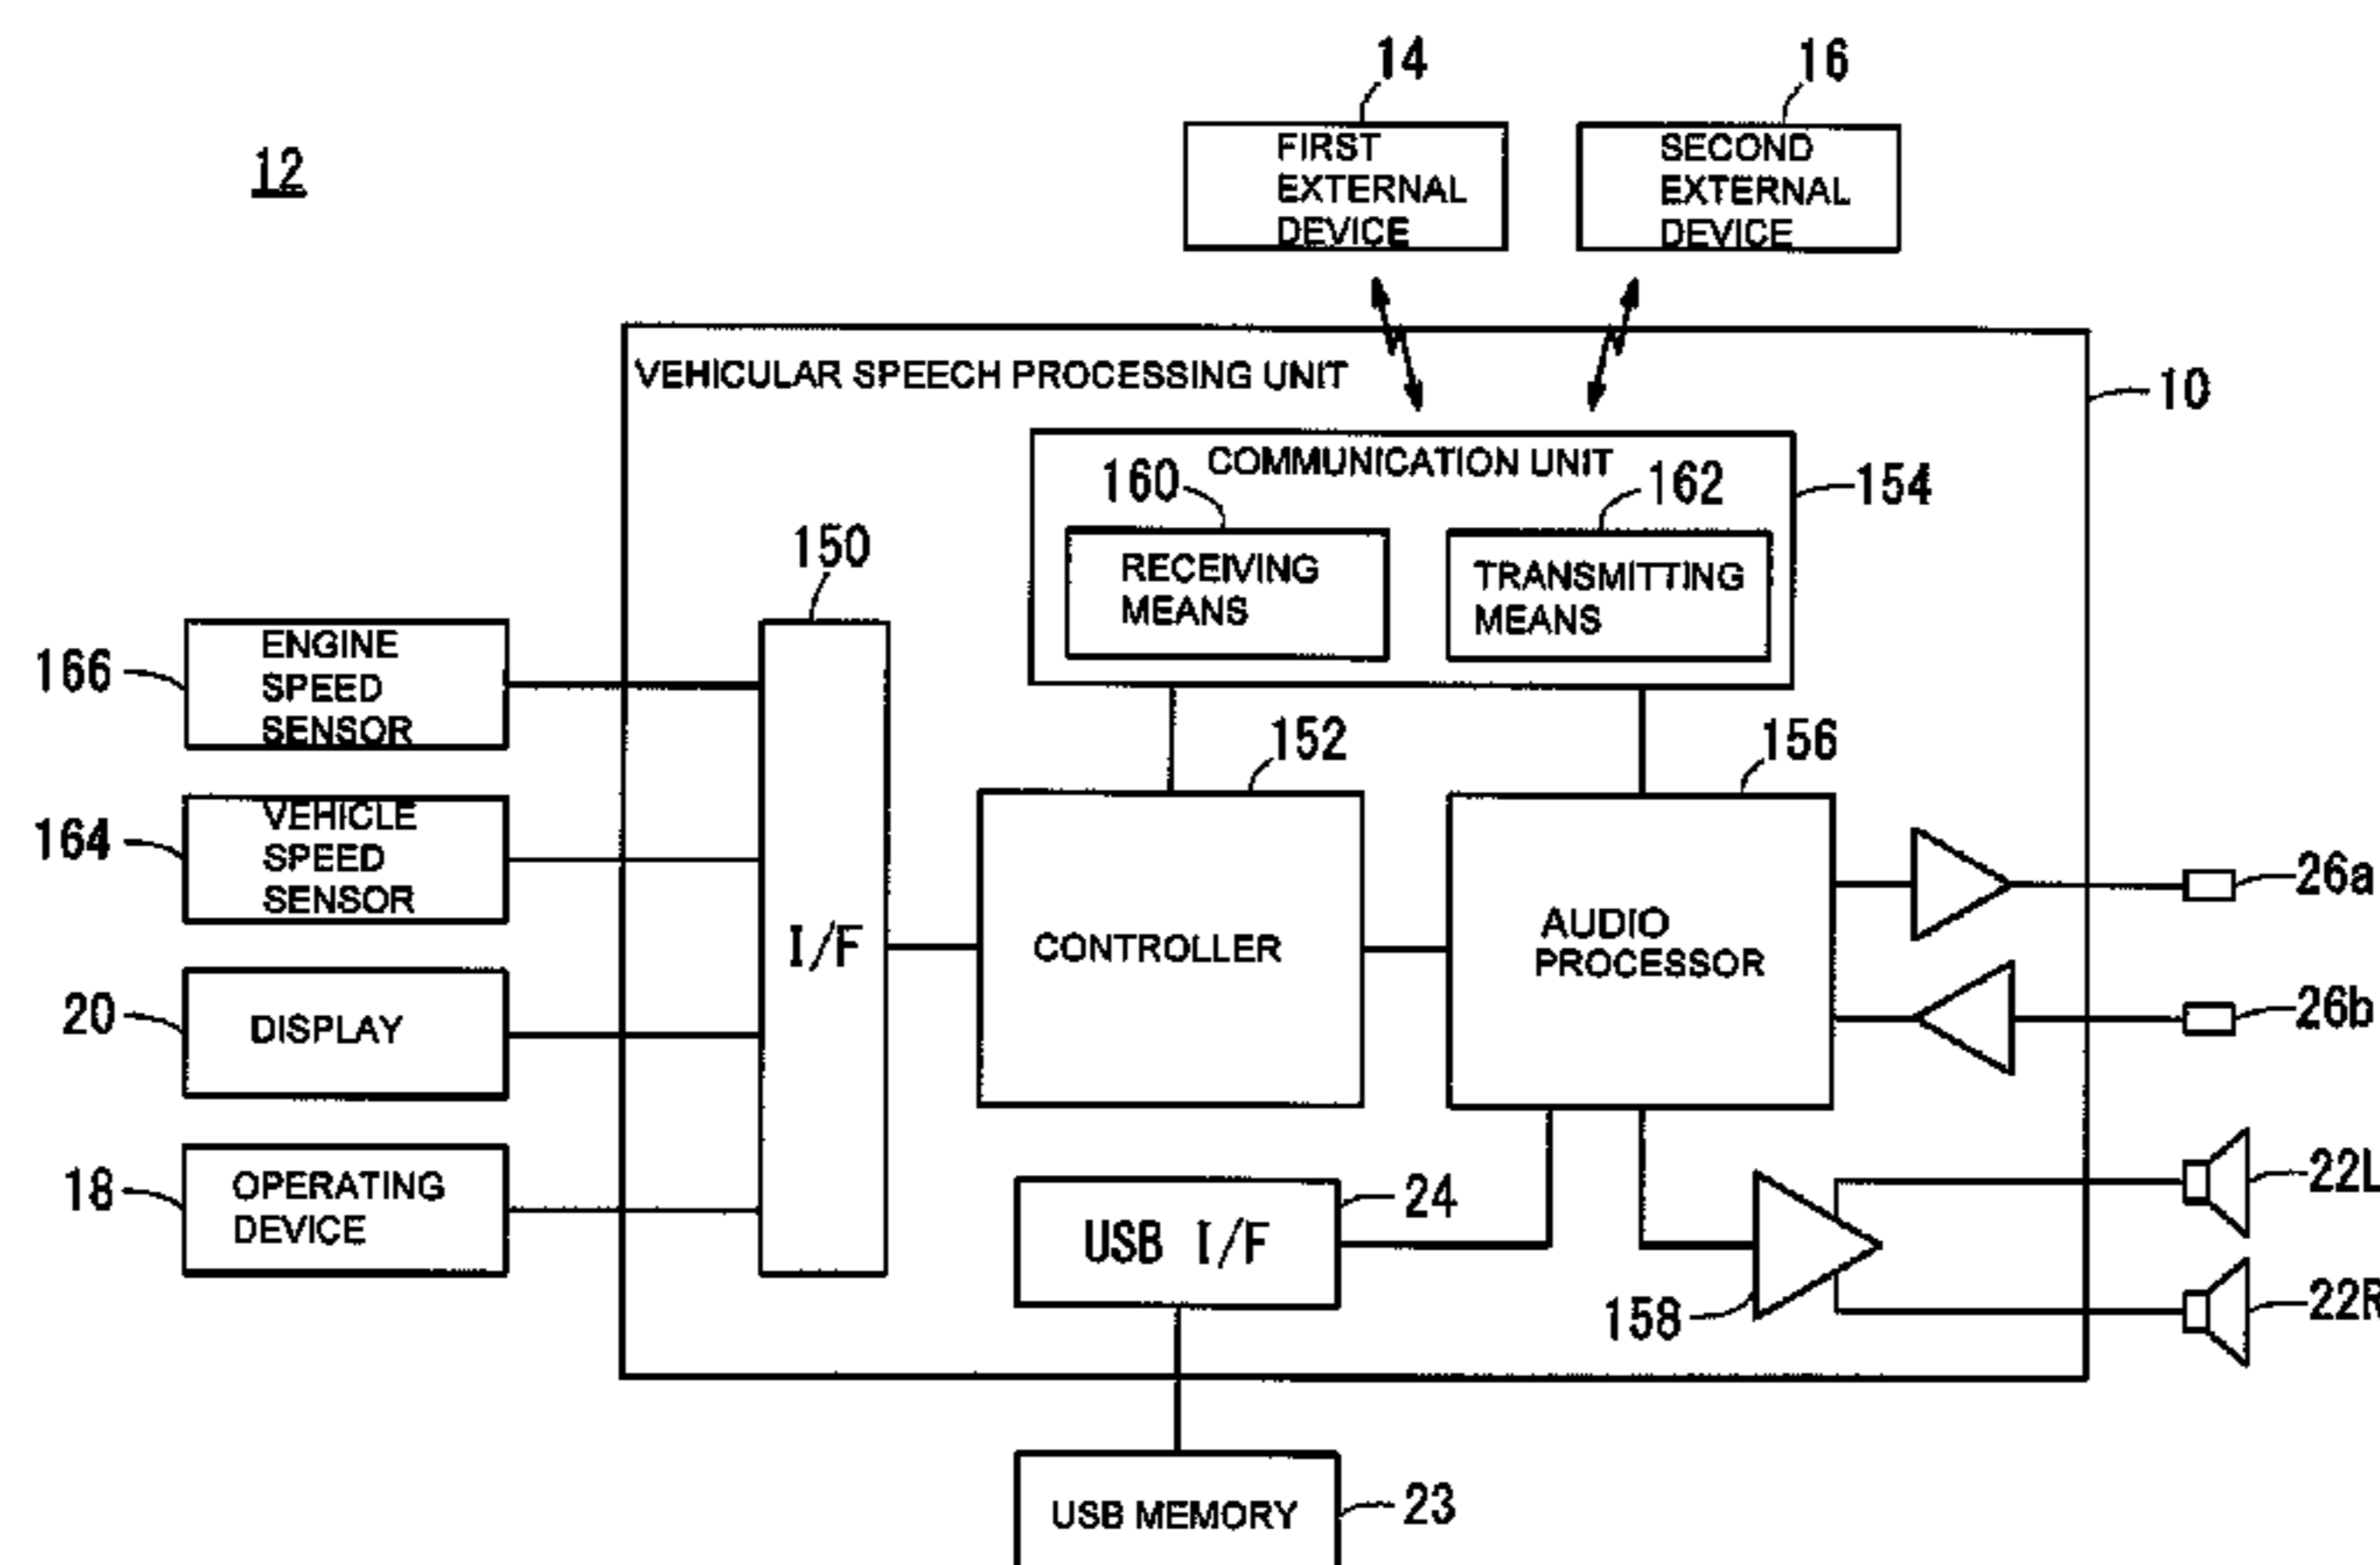 14
16
12
FIRST
EXTERNAL
DEVICE
SECOND
EXTERNAL
DEVICE
VEHICULAR SPEECH PROCESSING UNIT
10
COMMUNICATION UNIT
160
162
154
RECEIVING
MEANS
TRANSMITTING
MEANS
150
166
ENGINE
SPEED
SENSOR
152
156
164
VEHICLE
SPEED
SENSOR
I/F
CONTROLLER
AUDIO
PROCESSOR
26a
20
DISPLAY
26b
18
OPERATING
DEVICE
USB I/F
24
22L
158
22R
USB MEMORY
23